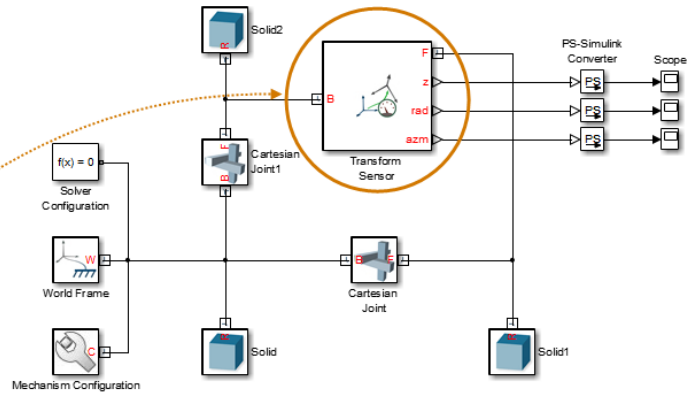 Solid2
F
PS-Simulink
Converter
Scope
R
z
PS
B
rad
PS
F
azm
PS
f(x) = 0
Cartesian
Joint1
Transform
Sensor
B
Solver
Configuration
W
B
F
World Frame
Cartesian
Joint
C
R
Solid
R
Solid1
Mechanism Configuration